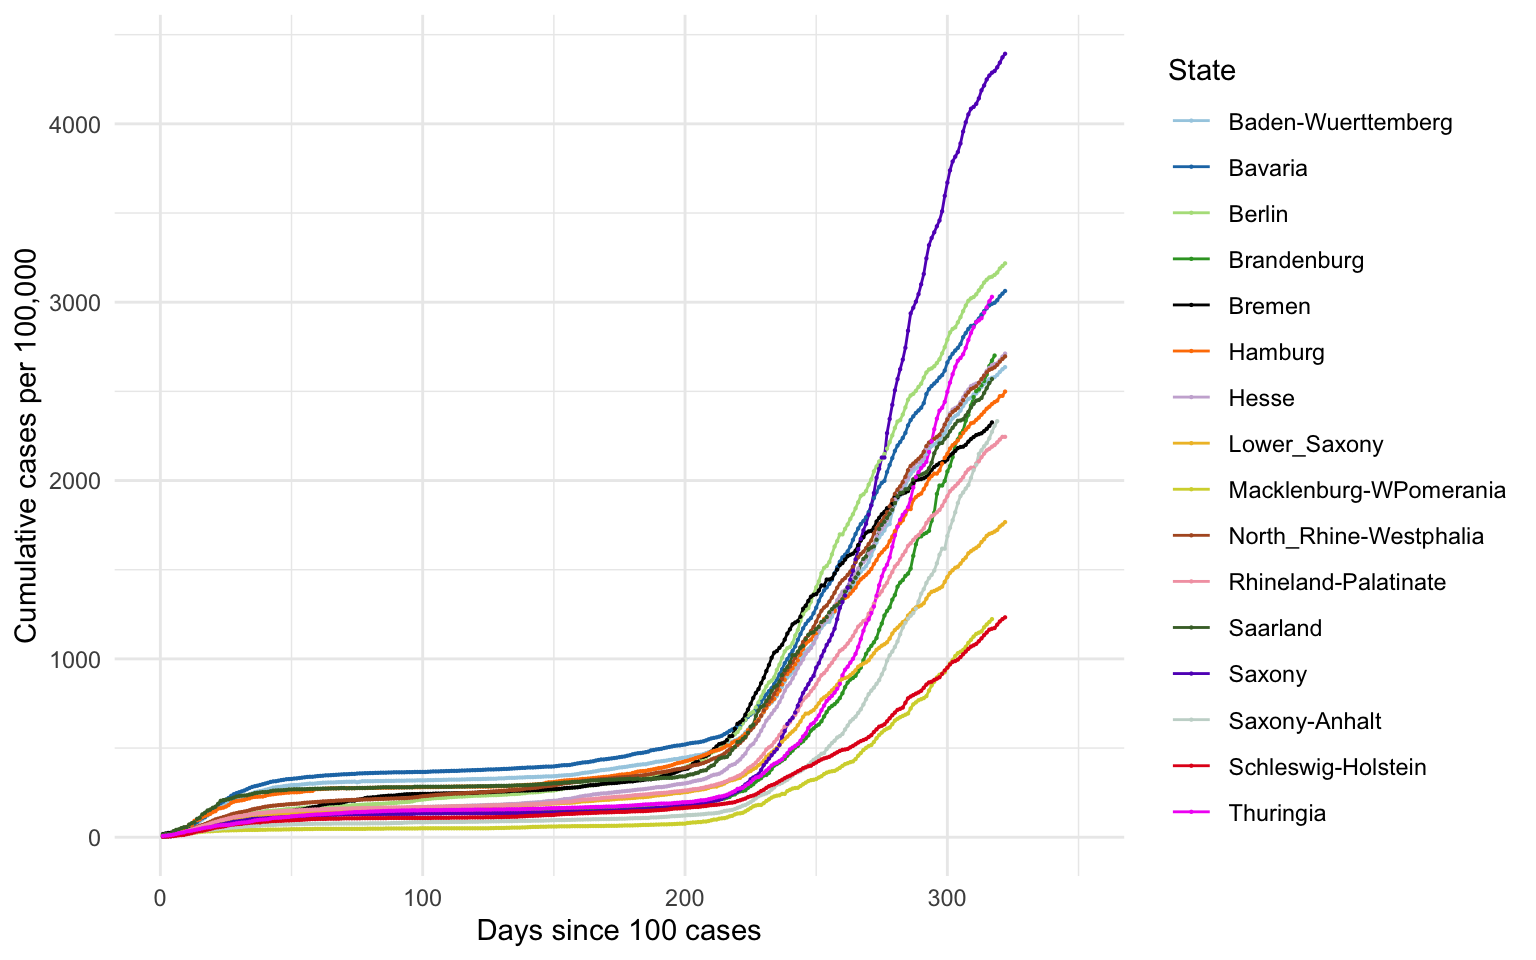 Cumulative cases per 100,000
4000
3000
2000
1000
0
0 100 200 300
Days since 100 cases
State
Baden-Wuerttemberg
Bavaria
Berlin
Brandenburg
Bremen
Hamburg
Hesse
Lower_Saxony
Macklenburg-WPomerania
North_Rhine-Westphalia
Rhineland-Palatinate
Saarland
Saxony
Saxony-Anhalt
Schleswig-Holstein
Thuringia